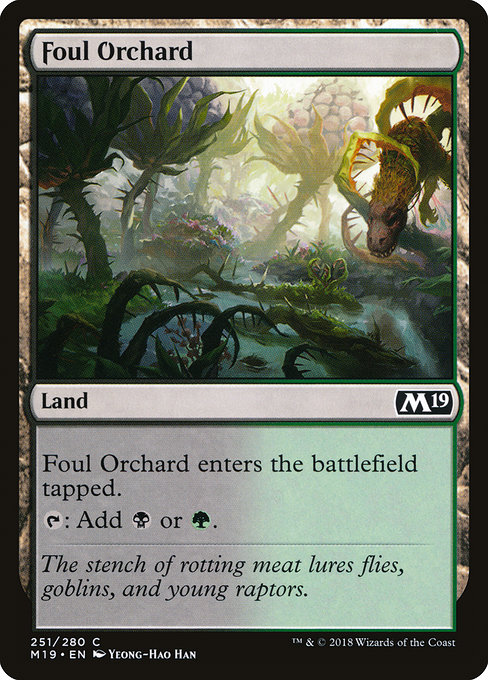 Foul Orchard
Land
M19
Foul Orchard enters the battlefield
tapped.
: Add or .
The stench of rotting meat lures flies,
goblins, and young raptors.
251/280 C
M19 • EN Yeong-Hao Han
™ & © 2018 Wizards of the Coast